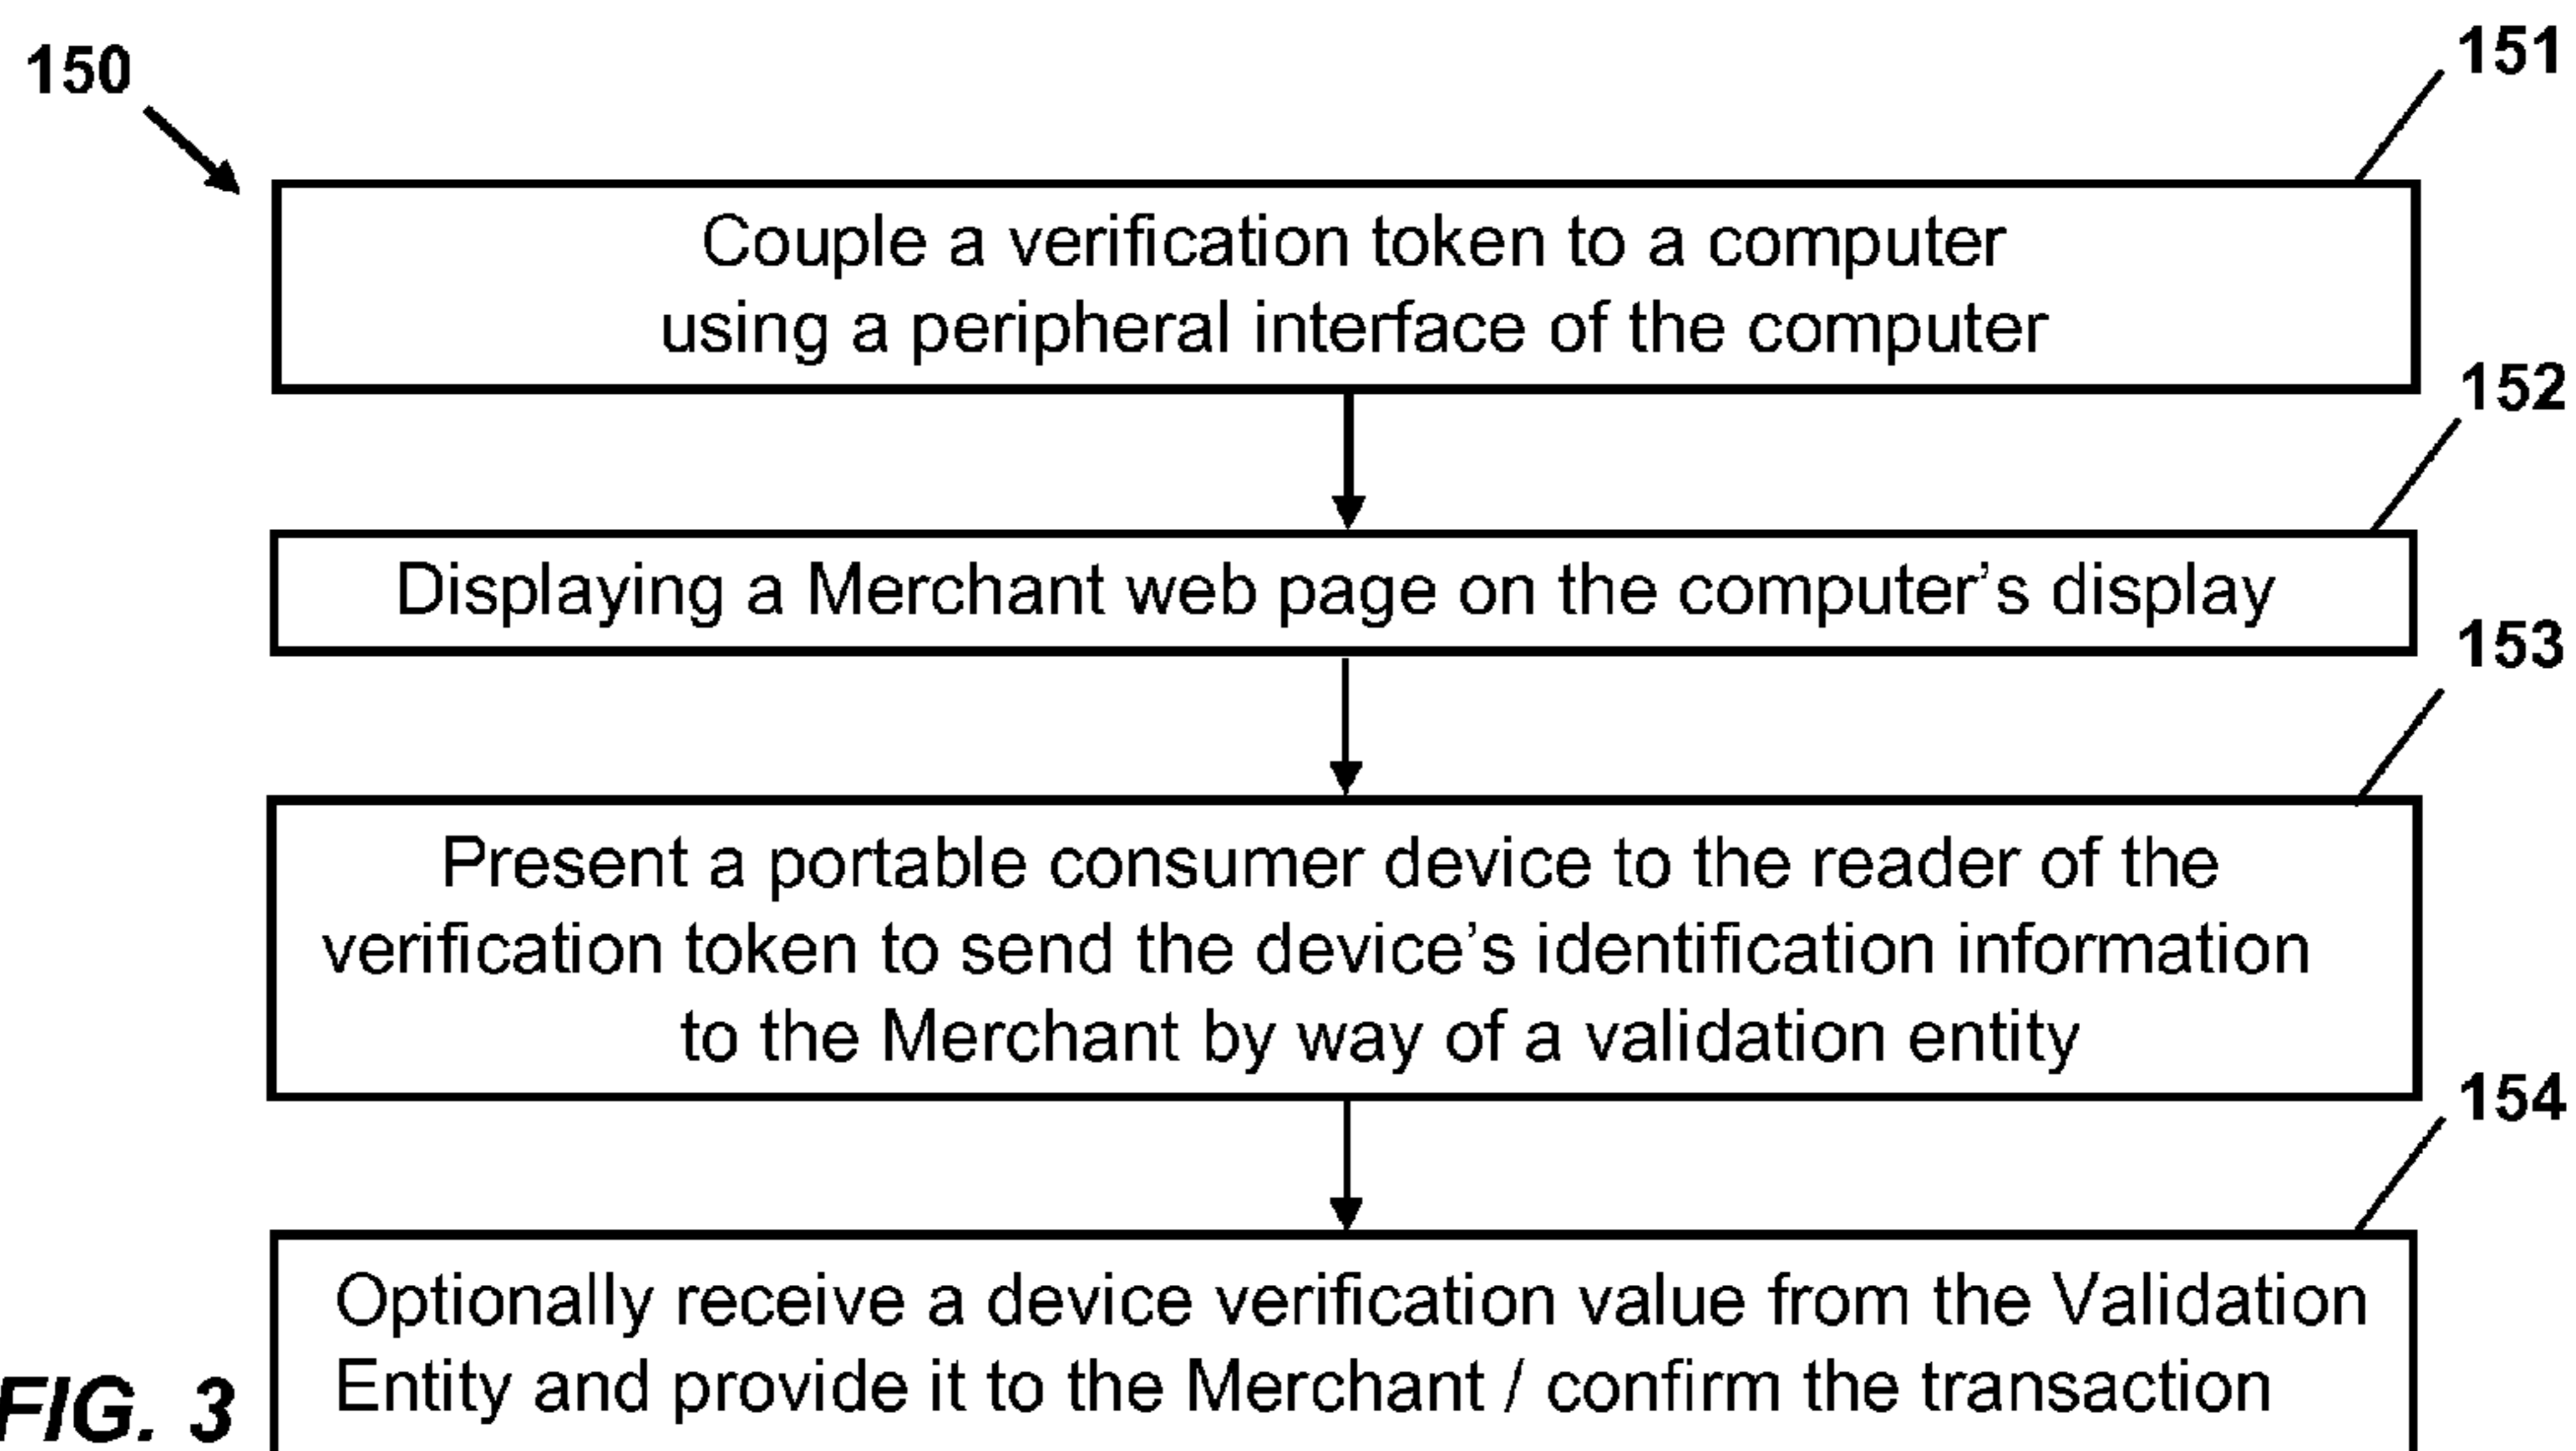 150
151
Couple a verification token to a computer
using a peripheral interface of the computer
152
Displaying a Merchant web page on the computer's display
153
Present a portable consumer device to the reader of the
verification token to send the device's identification information
to the Merchant by way of a validation entity
154
Optionally receive a device verification value from the Validation
Entity and provide it to the Merchant / confirm the transaction
FIG. 3